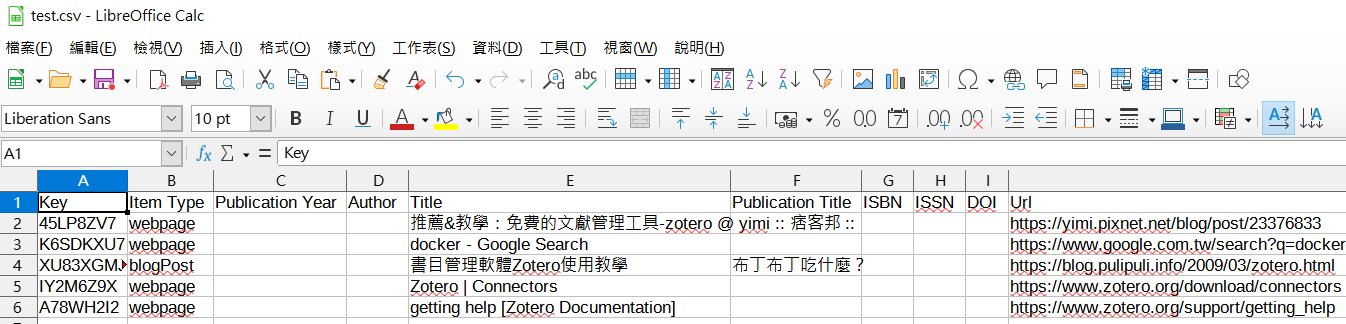 test.csv - LibreOffice Calc
檔案(F) 編輯(E) 檢視(V) 插入(I) 格式(O) 樣式(Y) 工作表(S) 資料(D) 工具(T) 視窗(W) 說明(H)
Liberation Sans 10 pt B I U A % 0.0 7 .00 .00
A1 fx Σ = Key
A B C D E F G H I
1 Key Item Type Publication Year Author Title Publication Title ISBN ISSN DOI Url
2 45LP8ZV7 webpage 推薦&教學：免費的文獻管理工具-zotero @ yimi :: 痞客邦 :: https://yimi.pixnet.net/blog/post/23376833
3 K6SDKXU7 webpage docker - Google Search https://www.google.com.tw/search?q=docker
4 XU83XGM. blogPost 書目管理軟體Zotero使用教學 布丁布丁吃什麼？ https://blog.pulipuli.info/2009/03/zotero.html
5 IY2M6Z9X webpage Zotero | Connectors https://www.zotero.org/download/connectors
6 A78WH2I2 webpage getting help [Zotero Documentation] https://www.zotero.org/support/getting_help